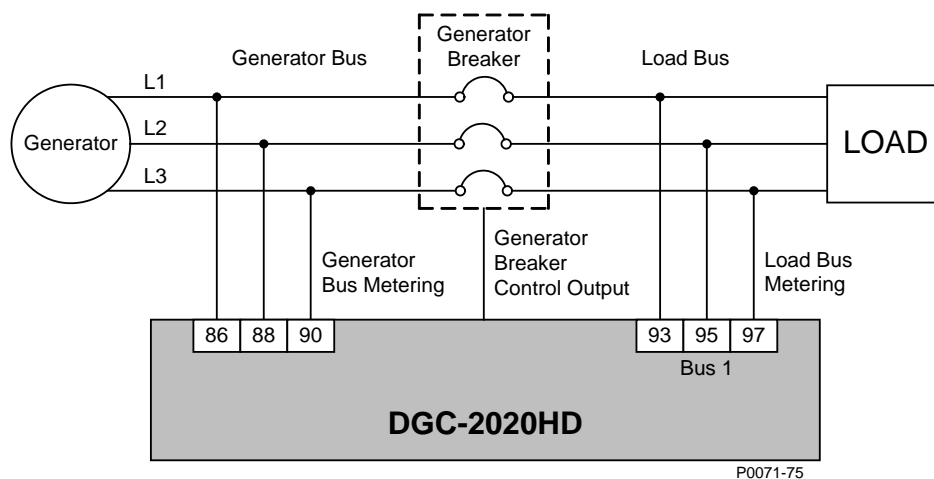 Generator
Breaker
Generator Bus
Load Bus
L1
L2
L3
Generator
LOAD
Generator
Bus Metering
Generator
Breaker
Control Output
Load Bus
Metering
86 88 90
93 95 97
Bus 1
DGC-2020HD
P0071-75